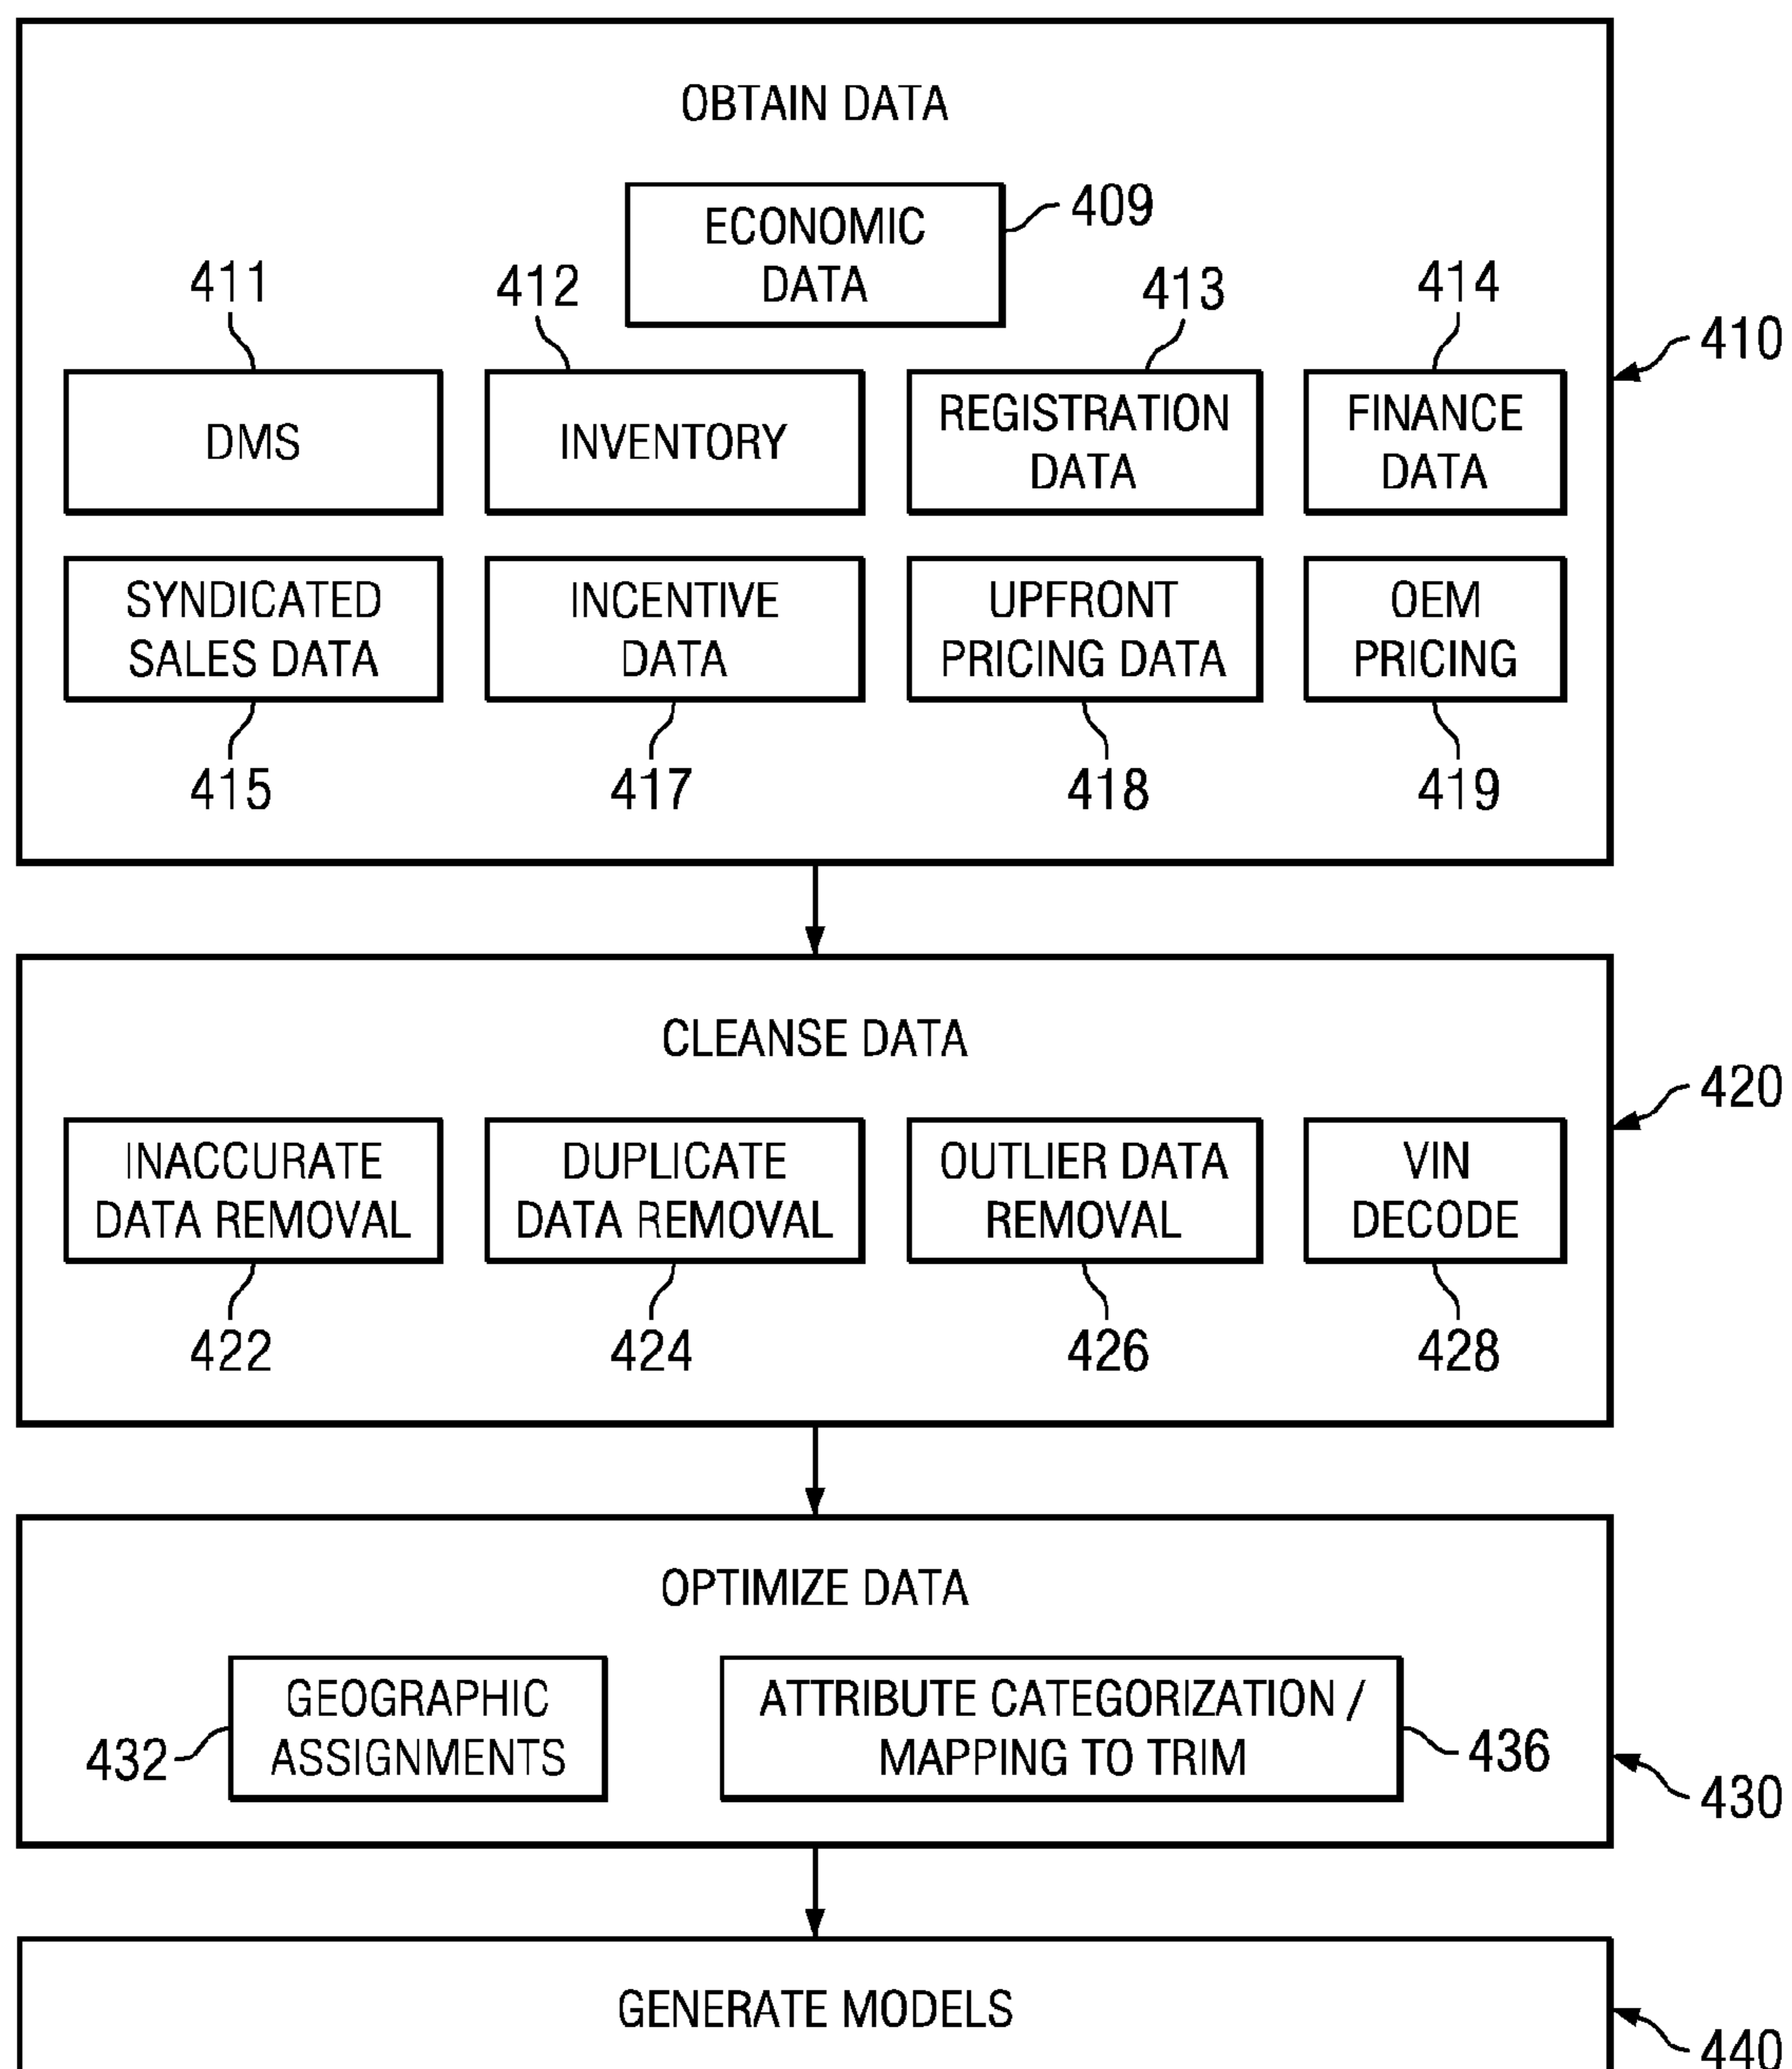 OBTAIN DATA
ECONOMIC
DATA
409
411
412
413
414
410
DMS
INVENTORY
REGISTRATION
DATA
FINANCE
DATA
SYNDICATED
SALES DATA
INCENTIVE
DATA
UPFRONT
PRICING DATA
OEM
PRICING
415
417
418
419
CLEANSE DATA
420
INACCURATE
DATA REMOVAL
DUPLICATE
DATA REMOVAL
OUTLIER DATA
REMOVAL
VIN
DECODE
422
424
426
428
OPTIMIZE DATA
432
GEOGRAPHIC
ASSIGNMENTS
ATTRIBUTE CATEGORIZATION /
MAPPING TO TRIM
436
430
GENERATE MODELS
440